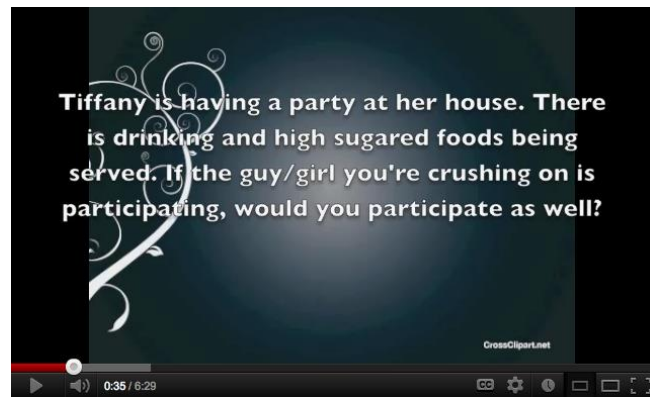 Tiffany is having a party at her house. There
is drinking and high sugared foods being
served. If the guy/girl you're crushing on is
participating, would you participate as well?
CrossClipart.net
0:35 / 6:29
CC